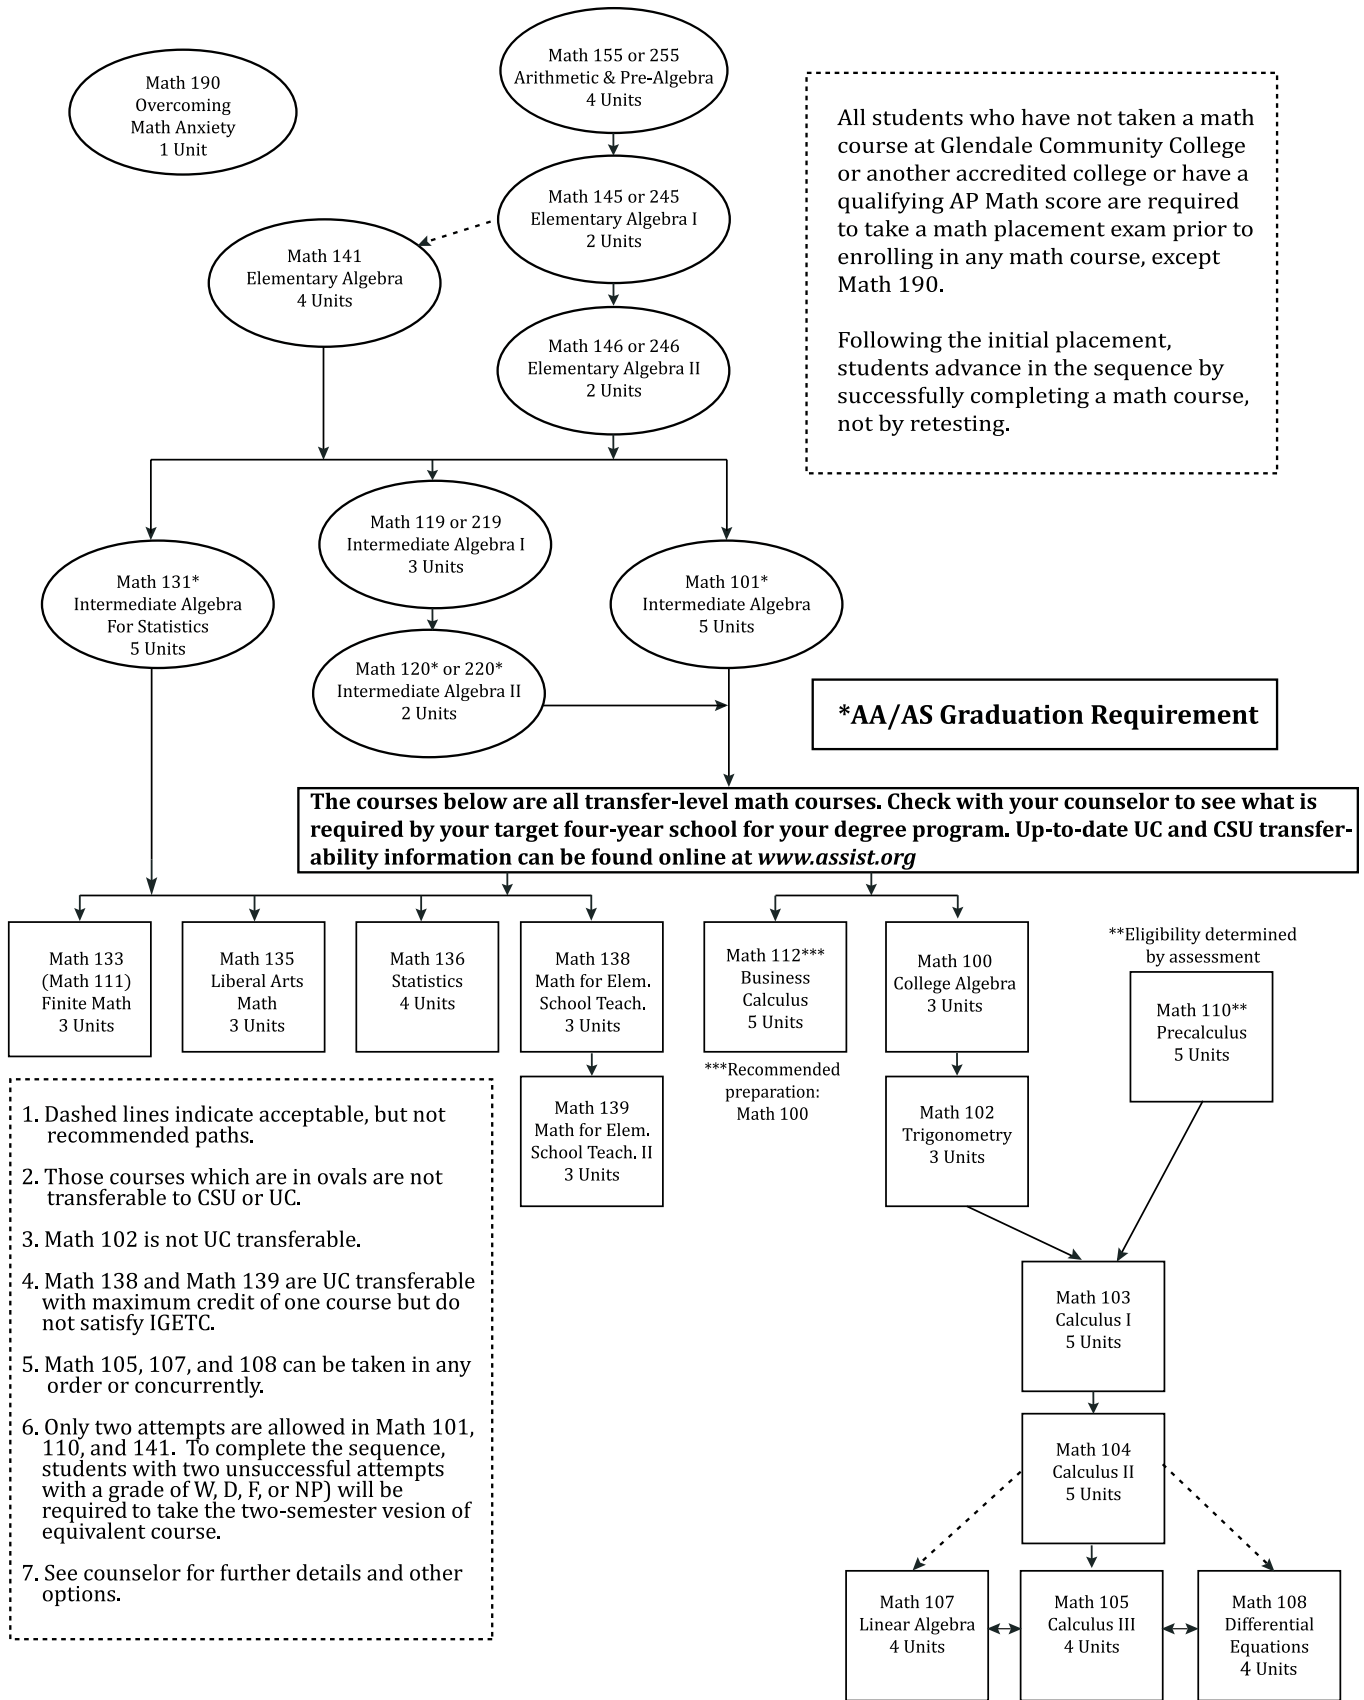 Math 155 or 255
Arithmetic & Pre-Algebra
4 Units
Math 190
Overcoming
Math Anxiety
1 Unit
All students who have not taken a math
course at Glendale Community College
or another accredited college or have a
qualifying AP Math score are required
to take a math placement exam prior to
enrolling in any math course, except
Math 190.
Following the initial placement,
students advance in the sequence by
successfully completing a math course,
not by retesting.
Math 145 or 245
Elementary Algebra I
2 Units
Math 141
Elementary Algebra
4 Units
Math 146 or 246
Elementary Algebra II
2 Units
Math 119 or 219
Intermediate Algebra I
3 Units
Math 131*
Intermediate Algebra
For Statistics
5 Units
Math 101*
Intermediate Algebra
5 Units
Math 120* or 220*
Intermediate Algebra II
2 Units
*AA/AS Graduation Requirement
The courses below are all transfer-level math courses. Check with your counselor to see what is
required by your target four-year school for your degree program. Up-to-date UC and CSU transfer-
ability information can be found online at www.assist.org
Math 133
(Math 111)
Finite Math
3 Units
Math 135
Liberal Arts
Math
3 Units
Math 136
Statistics
4 Units
Math 138
Math for Elem.
School Teach.
3 Units
Math 112***
Business
Calculus
5 Units
Math 100
College Algebra
3 Units
**Eligibility determined
by assessment
Math 110**
Precalculus
5 Units
***Recommended
preparation:
Math 100
Math 139
Math for Elem.
School Teach. II
3 Units
Math 102
Trigonometry
3 Units
1. Dashed lines indicate acceptable, but not
recommended paths.
2. Those courses which are in ovals are not
transferable to CSU or UC.
3. Math 102 is not UC transferable.
4. Math 138 and Math 139 are UC transferable
with maximum credit of one course but do
not satisfy IGETC.
5. Math 105, 107, and 108 can be taken in any
order or concurrently.
6. Only two attempts are allowed in Math 101,
110, and 141.  To complete the sequence,
students with two unsuccessful attempts
with a grade of W, D, F, or NP) will be
required to take the two-semester vesion of
equivalent course.
7. See counselor for further details and other
options.
Math 103
Calculus I
5 Units
Math 104
Calculus II
5 Units
Math 107
Linear Algebra
4 Units
Math 105
Calculus III
4 Units
Math 108
Differential
Equations
4 Units